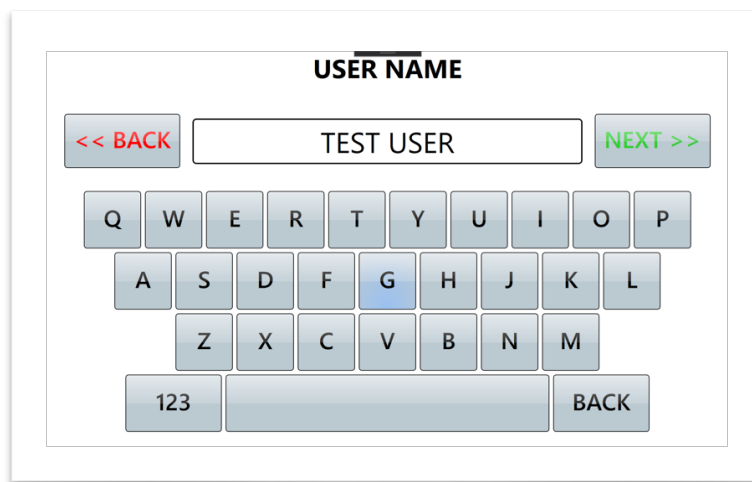 USER NAME
<< BACK TEST USER NEXT >>
Q W E R T Y U I O P
A S D F G H J K L
Z X C V B N M
123 BACK